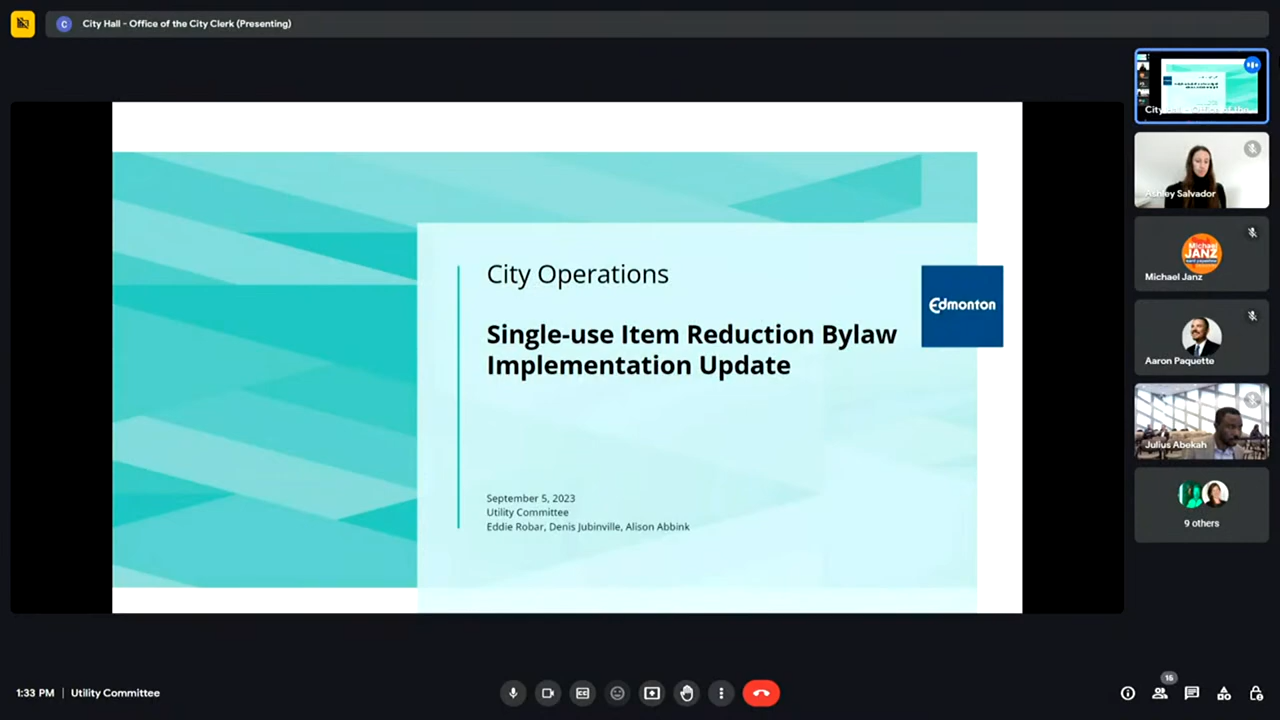 C
City Hall - Office of the City Clerk (Presenting)
City Operations
Single-use Item Reduction Bylaw
Implementation Update
Edmonton
September 5, 2023
Utility Committee
Eddie Robar, Denis Jubinville, Alison Abbink
Ashley Salvador
Michael
JANZ
Michael Janz
Aaron Paquette
Julius Abekah
9 others
1:33 PM | Utility Committee
CC
16